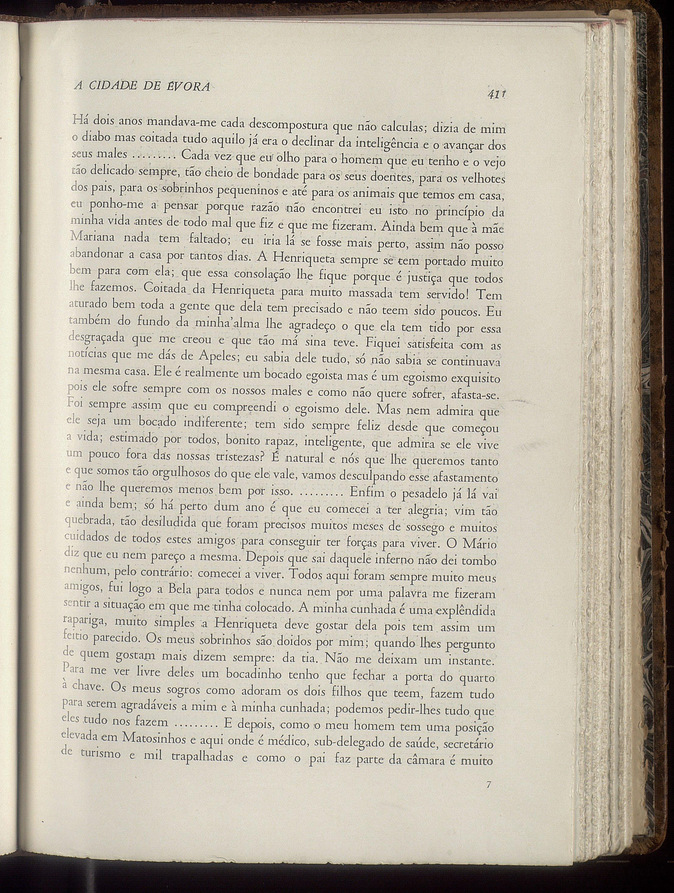 A CIDADE DE ÉVORA
411
Há dois anos mandava-me cada descompostura que não calculas; dizia de mim
o diabo mas coitada tudo aquilo já era o declinar da inteligência e o avançar dos
seus males ......... Cada vez que eu olho para o homem que eu tenho e o vejo
tão delicado sempre, tão cheio de bondade para os seus doentes, para os velhotes
dos pais, para os sobrinhos pequeninos e até para os animais que temos em casa,
eu ponho-me a pensar porque razão não encontrei eu isto no princípio da
minha vida antes de todo mal que fiz e que me fizeram. Ainda bem que à mãe
Mariana nada tem faltado; eu iria lá se fosse mais perto, assim não posso
abandonar a casa por tantos dias. A Henriqueta sempre se tem portado muito
bem para com ela; que essa consolação lhe fique porque é justiça que todos
lhe fazemos. Coitada da Henriqueta para muito massada tem servido! Tem
aturado bem toda a gente que dela tem precisado e não teem sido poucos. Eu
também do fundo da minha'alma lhe agradeço o que ela tem tido por essa
desgraçada que me creou e que tão má sina teve. Fiquei satisfeita com as
notícias que me dás de Apeles; eu sabia dele tudo, só não sabia se continuava
na mesma casa. Ele é realmente um bocado egoista mas é um egoismo exquisito
pois ele sofre sempre com os nossos males e como não quere sofrer, afasta-se.
Foi sempre assim que eu compreendi o egoismo dele. Mas nem admira que
ele seja um bocado indiferente; tem sido sempre feliz desde que começou
a vida; estimado por todos, bonito rapaz, inteligente, que admira se ele vive
um pouco fora das nossas tristezas? É natural e nós que lhe queremos tanto
e que somos tão orgulhosos do que ele vale, vamos desculpando esse afastamento
e não lhe queremos menos bem por isso. ......... Enfim o pesadelo já lá vai
e ainda bem; só há perto dum ano é que eu comecei a ter alegria; vim tão
quebrada, tão desiludida que foram precisos muitos meses de sossego e muitos
cuidados de todos estes amigos para conseguir ter forças para viver. O Mário
diz que eu nem pareço a mesma. Depois que saí daquele inferno não dei tombo
nenhum, pelo contrário: comecei a viver. Todos aqui foram sempre muito meus
amigos, fui logo a Bela para todos e nunca nem por uma palavra me fizeram
sentir a situação em que me tinha colocado. A minha cunhada é uma explêndida
rapariga, muito simples a Henriqueta deve gostar dela pois tem assim um
feitio parecido. Os meus sobrinhos são doidos por mim; quando lhes pergunto
de quem gostam mais dizem sempre: da tia. Não me deixam um instante.
Para me ver livre deles um bocadinho tenho que fechar a porta do quarto
à chave. Os meus sogros como adoram os dois filhos que teem, fazem tudo
para serem agradáveis a mim e à minha cunhada; podemos pedir-lhes tudo que
eles tudo nos fazem ......... E depois, como o meu homem tem uma posição
elevada em Matosinhos e aqui onde é médico, sub-delegado de saúde, secretário
de turismo e mil trapalhadas e como o pai faz parte da câmara é muito
7